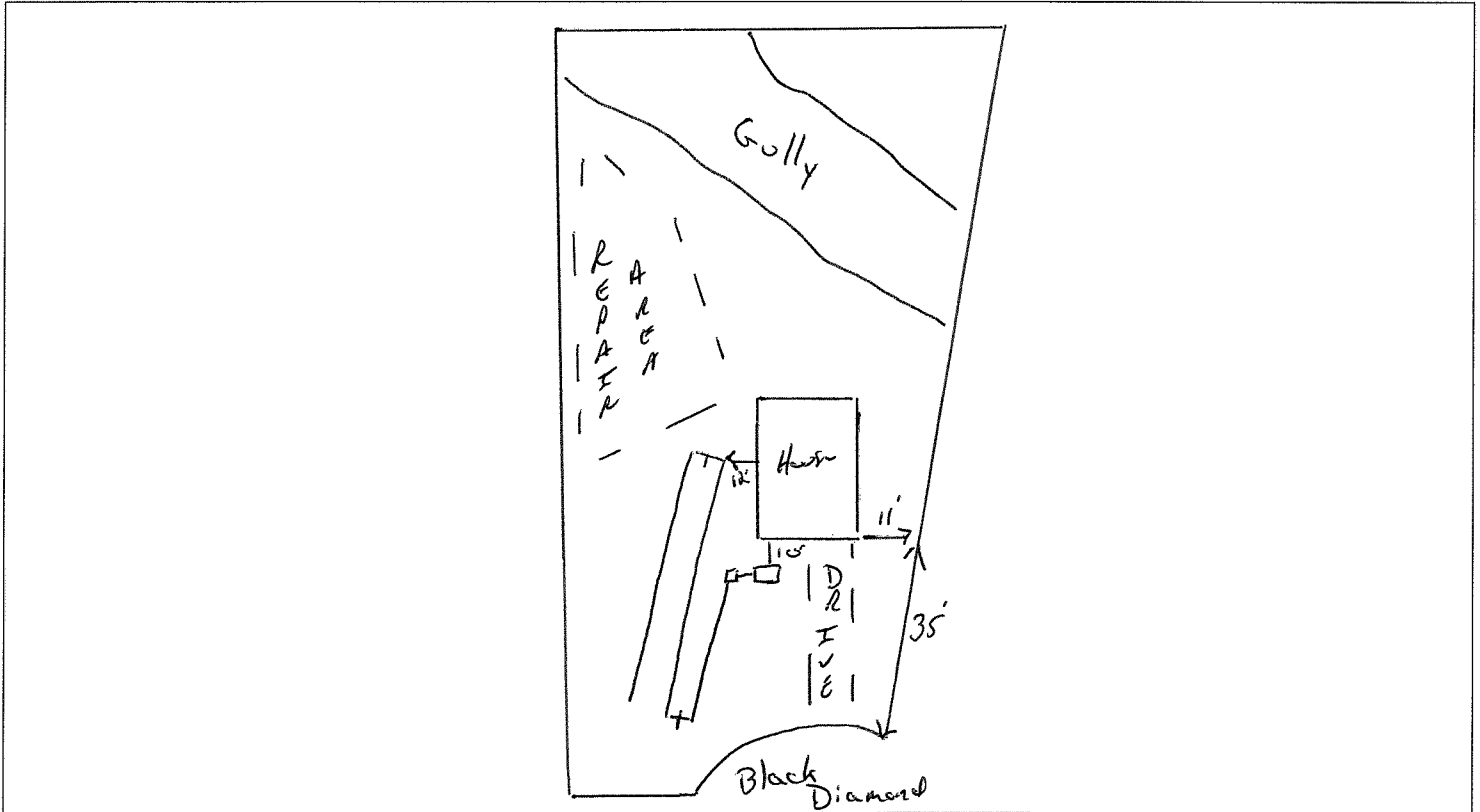 Gully
REPAIR
AREA
House
12'
11'
10'
DRIVE
35'
Black
Diamond